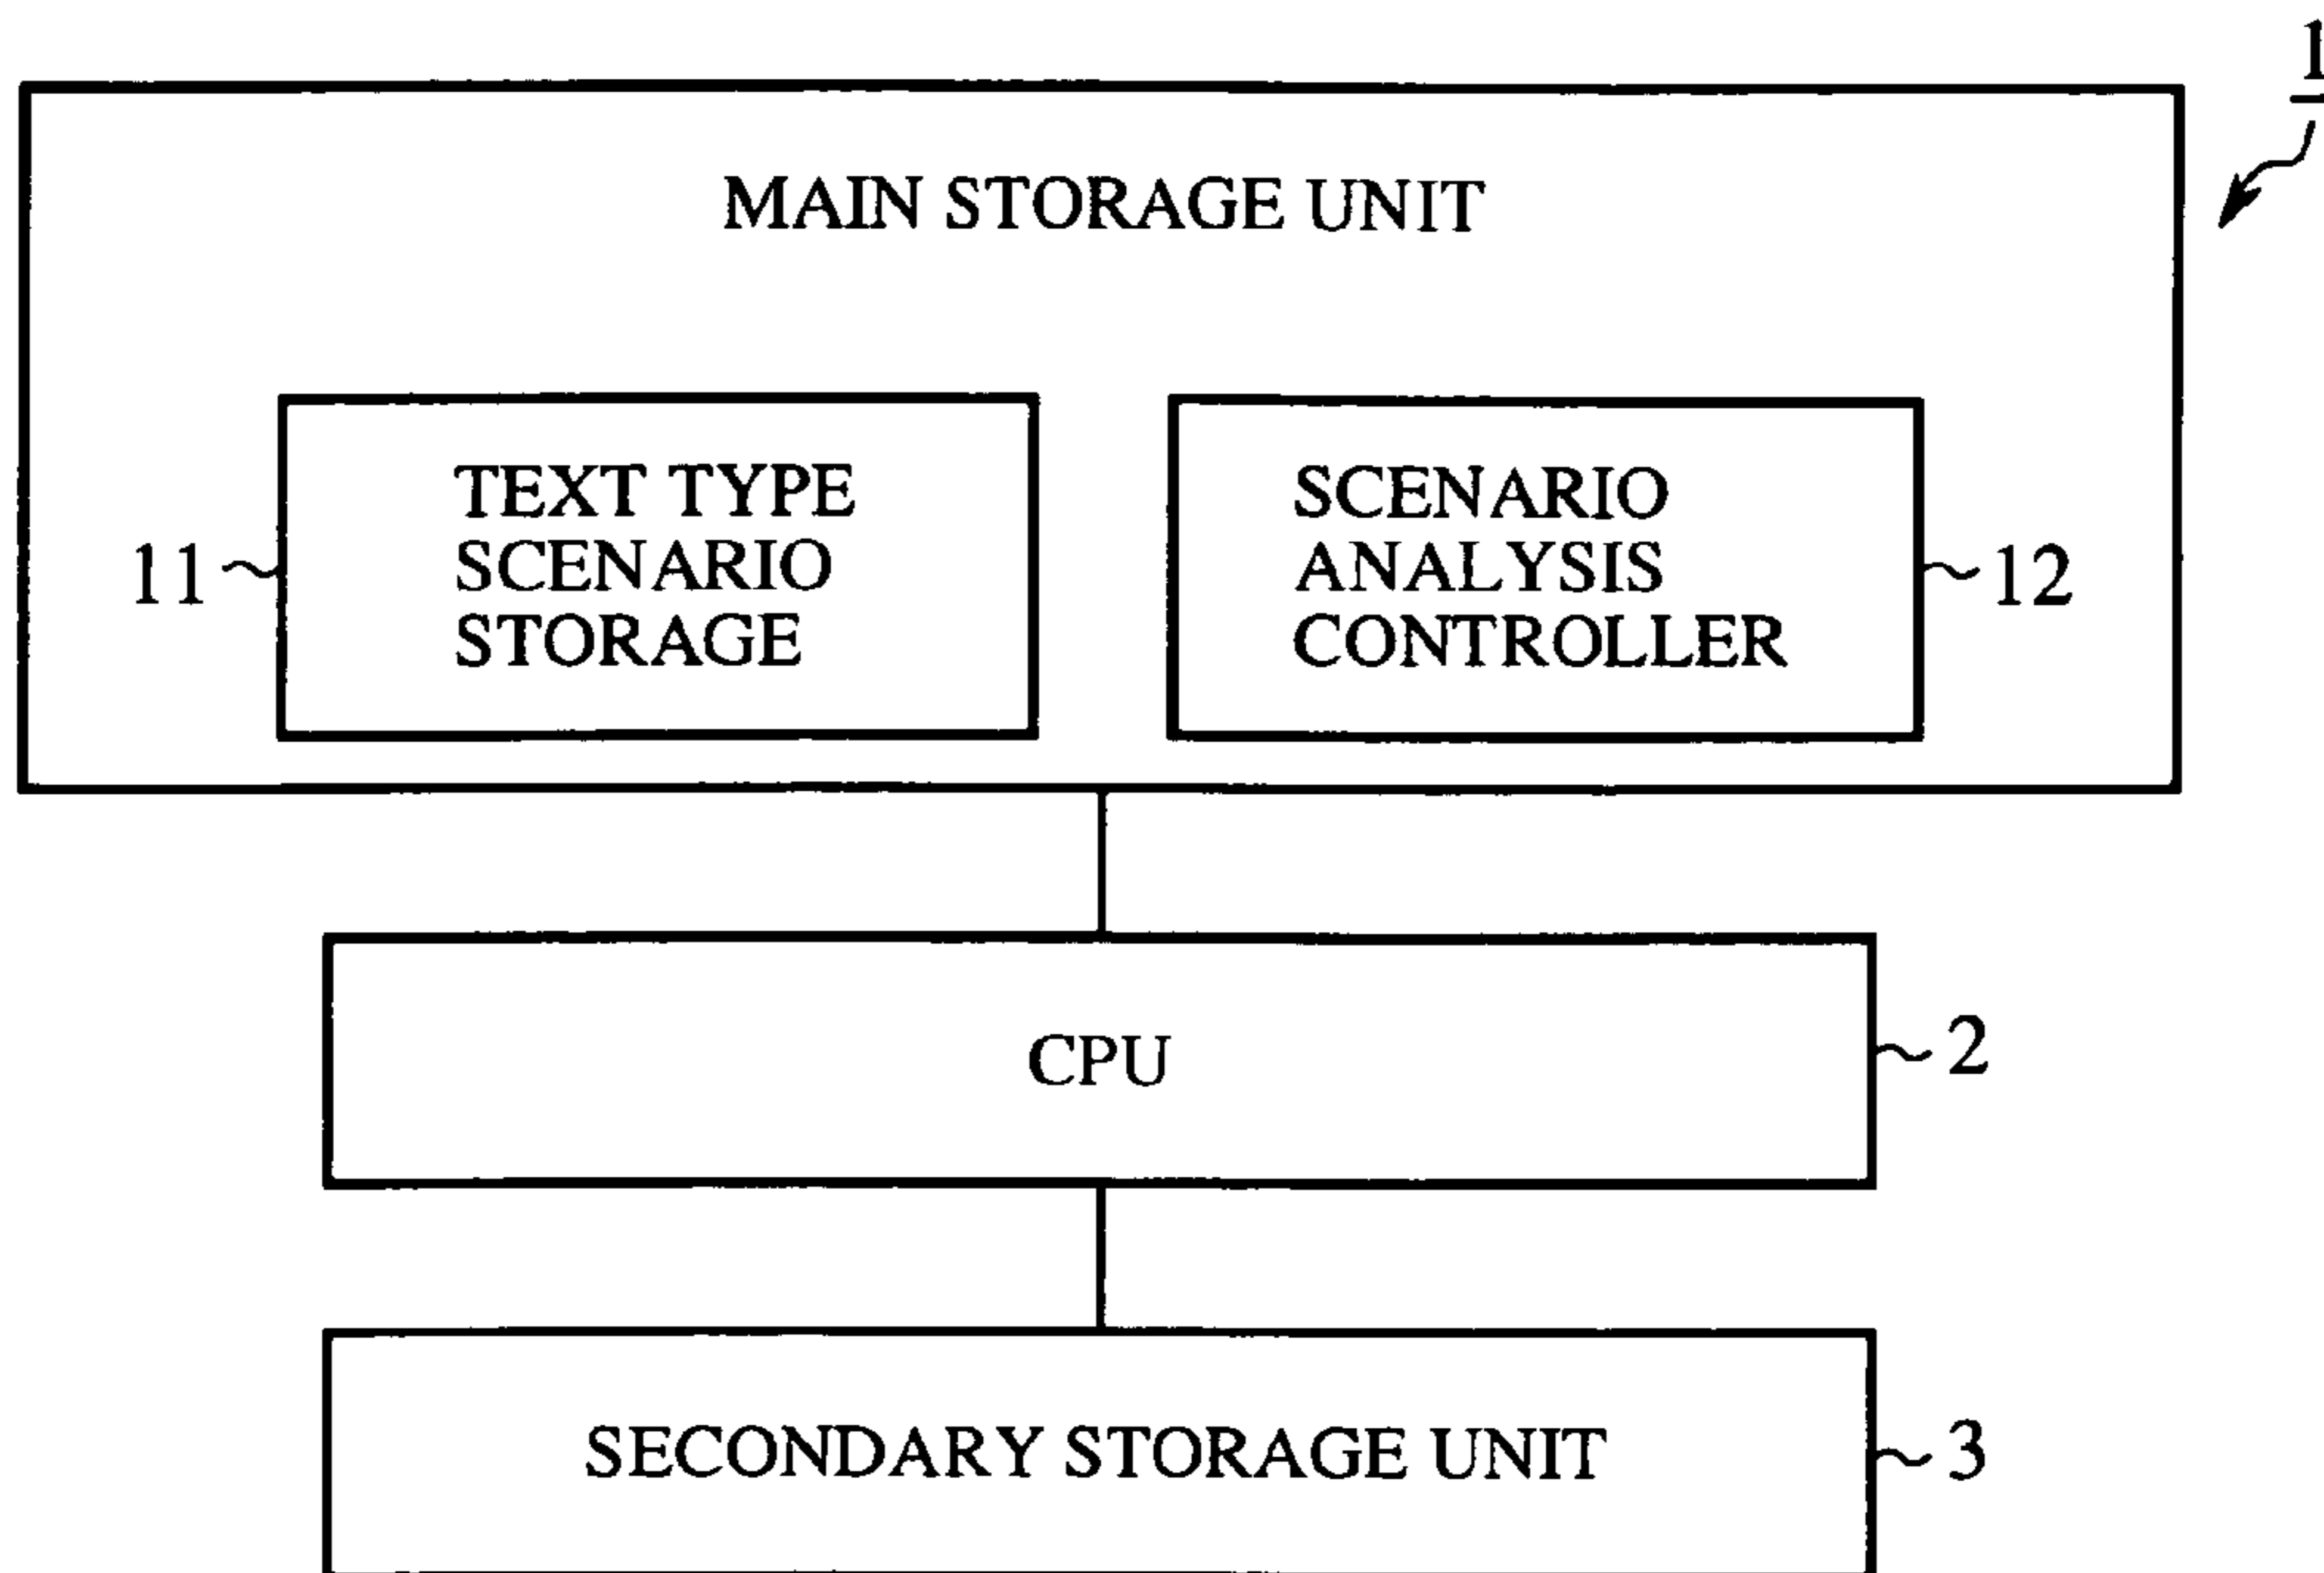 1
MAIN STORAGE UNIT
TEXT TYPE
SCENARIO
STORAGE
11
SCENARIO
ANALYSIS
CONTROLLER
12
CPU
2
SECONDARY STORAGE UNIT
3